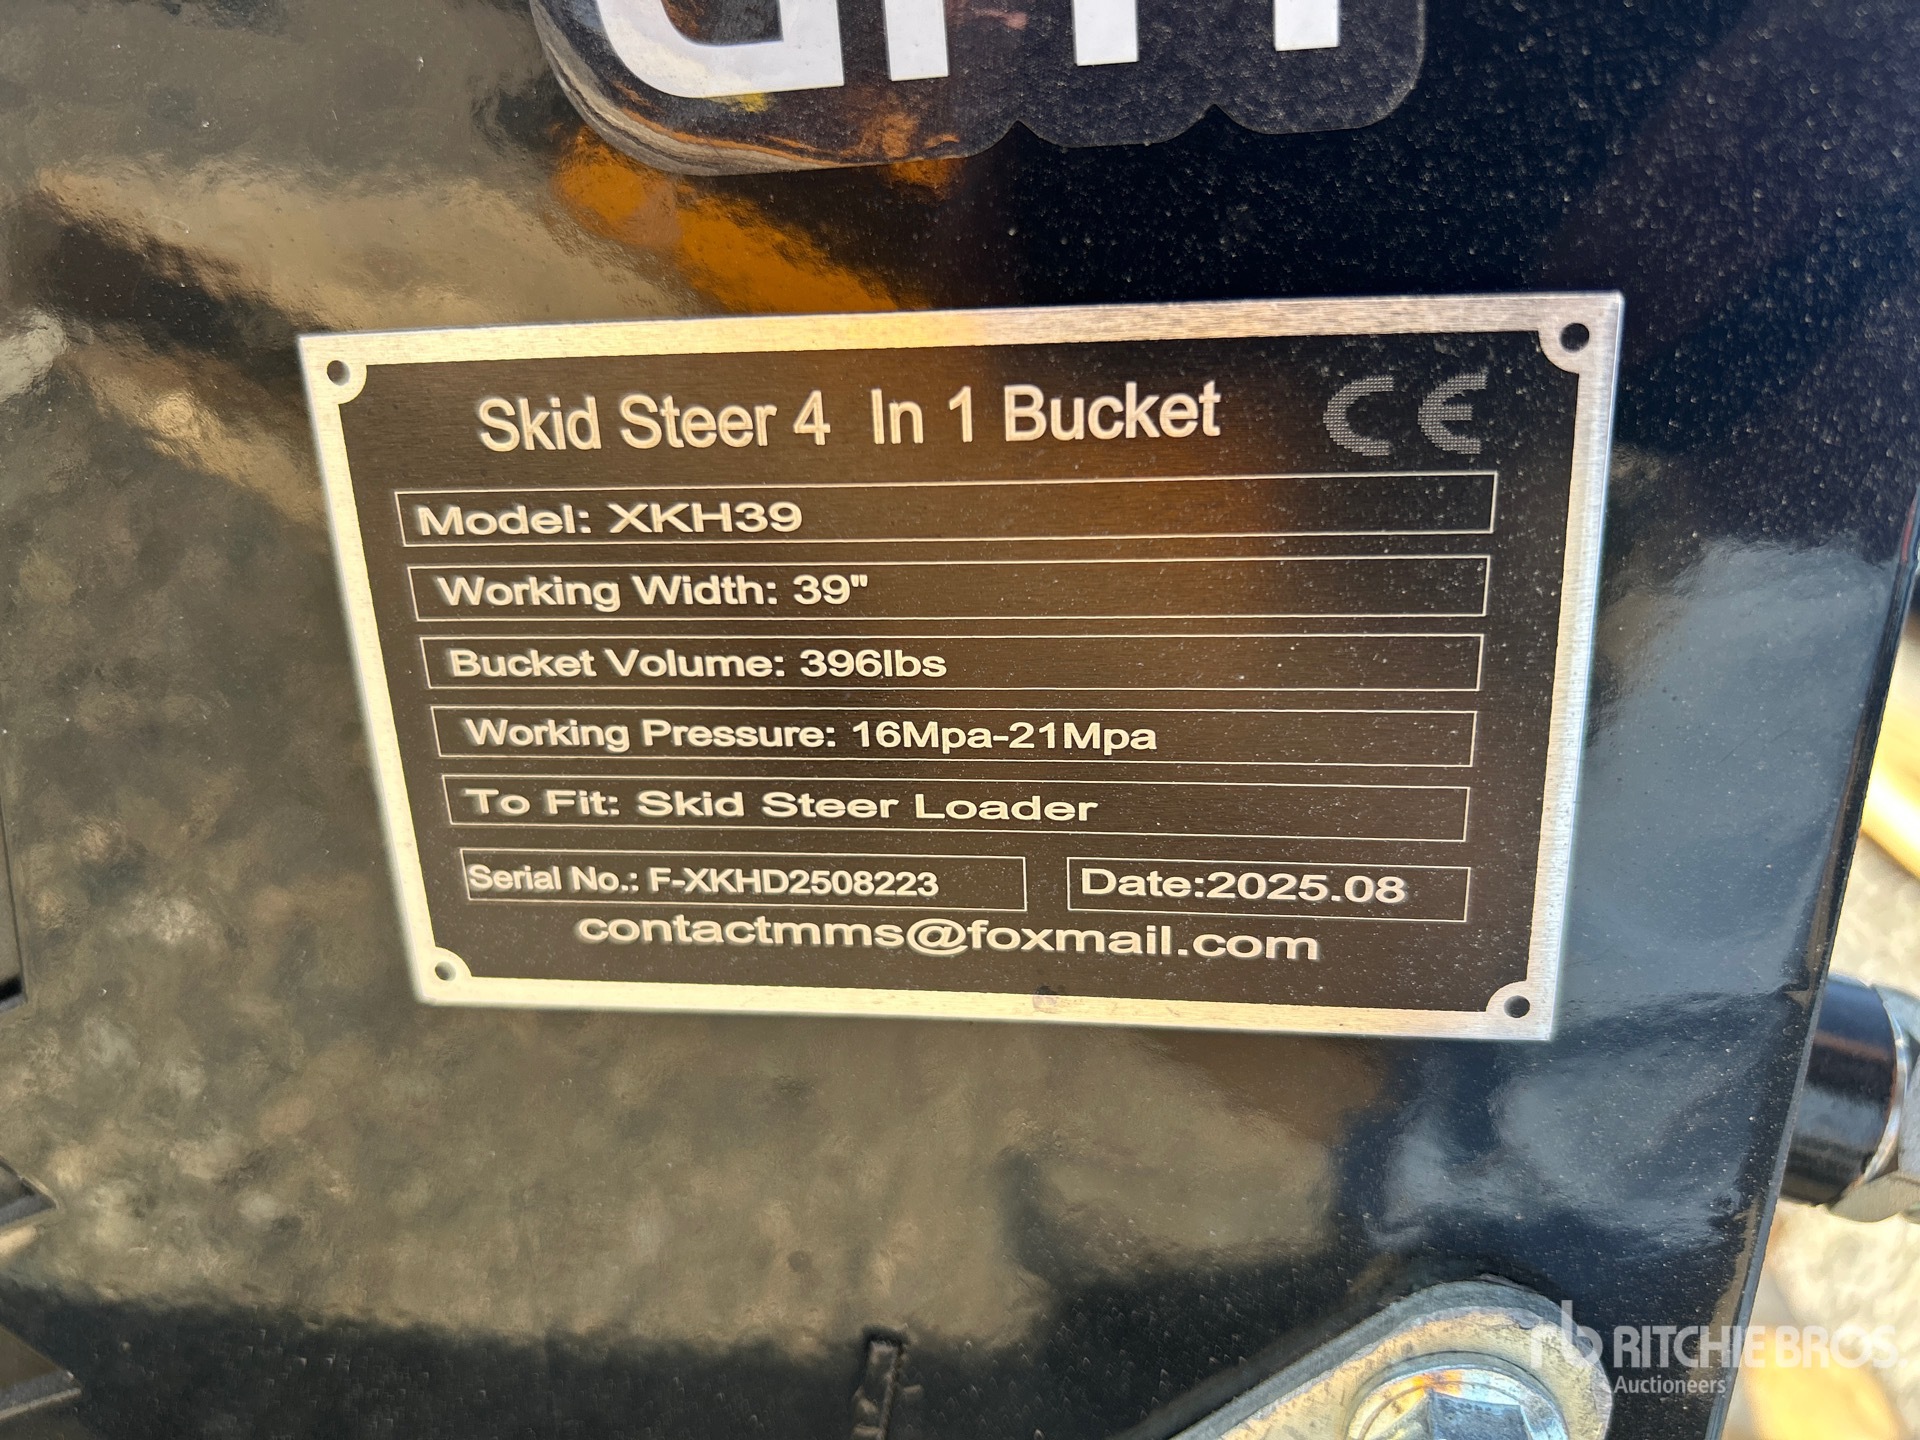 Skid Steer 4 In 1 Bucket CE
Model: XKH39
Working Width: 39"
Bucket Volume: 396lbs
Working Pressure: 16Mpa-21Mpa
To Fit: Skid Steer Loader
Serial No.: F-XKHD2508223 Date:2025.08
contactmms@foxmail.com
rb RITCHIE BROS.
Auctioneers